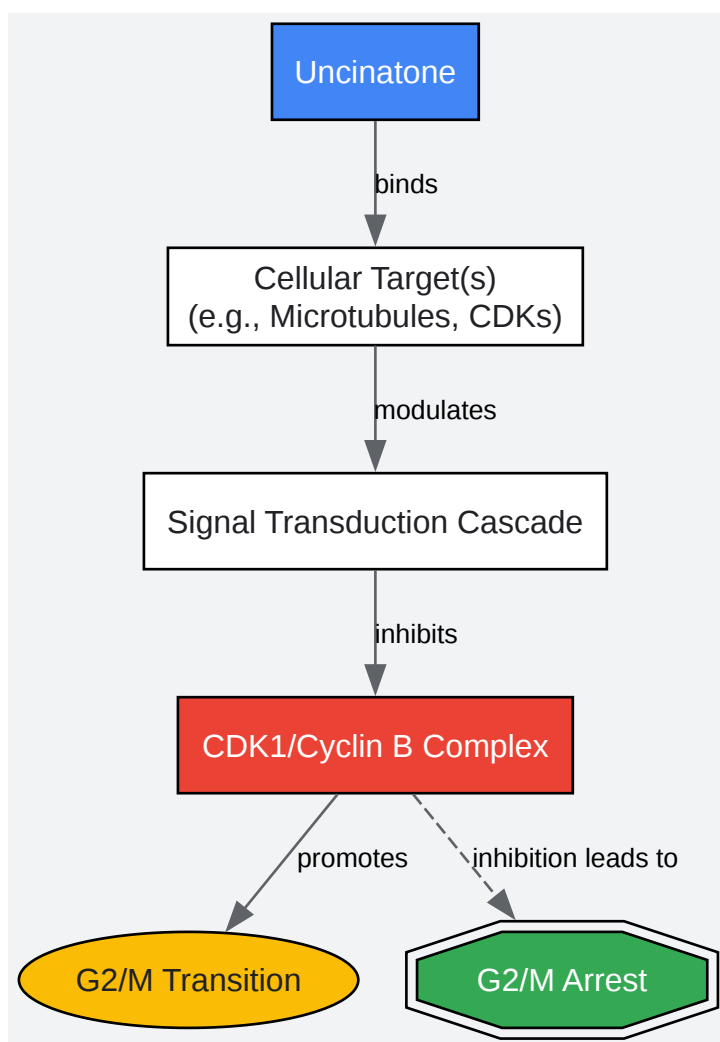 Uncinatone
binds
Cellular Target(s)
(e.g., Microtubules, CDKs)
modulates
Signal Transduction Cascade
inhibits
CDK1/Cyclin B Complex
promotes
inhibition leads to
G2/M Transition
G2/M Arrest